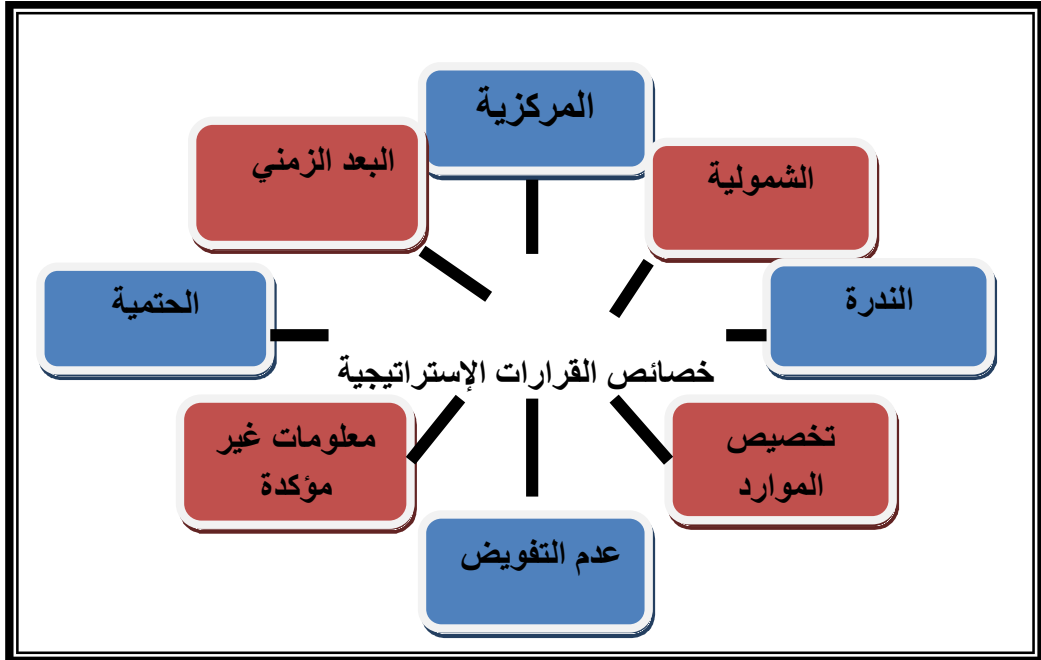 المركزية
البعد الزمني
الشمولية
الحتمية
الندرة
خصائص القرارات الإستراتيجية
معلومات غير
مؤكدة
تخصيص
الموارد
عدم التفويض